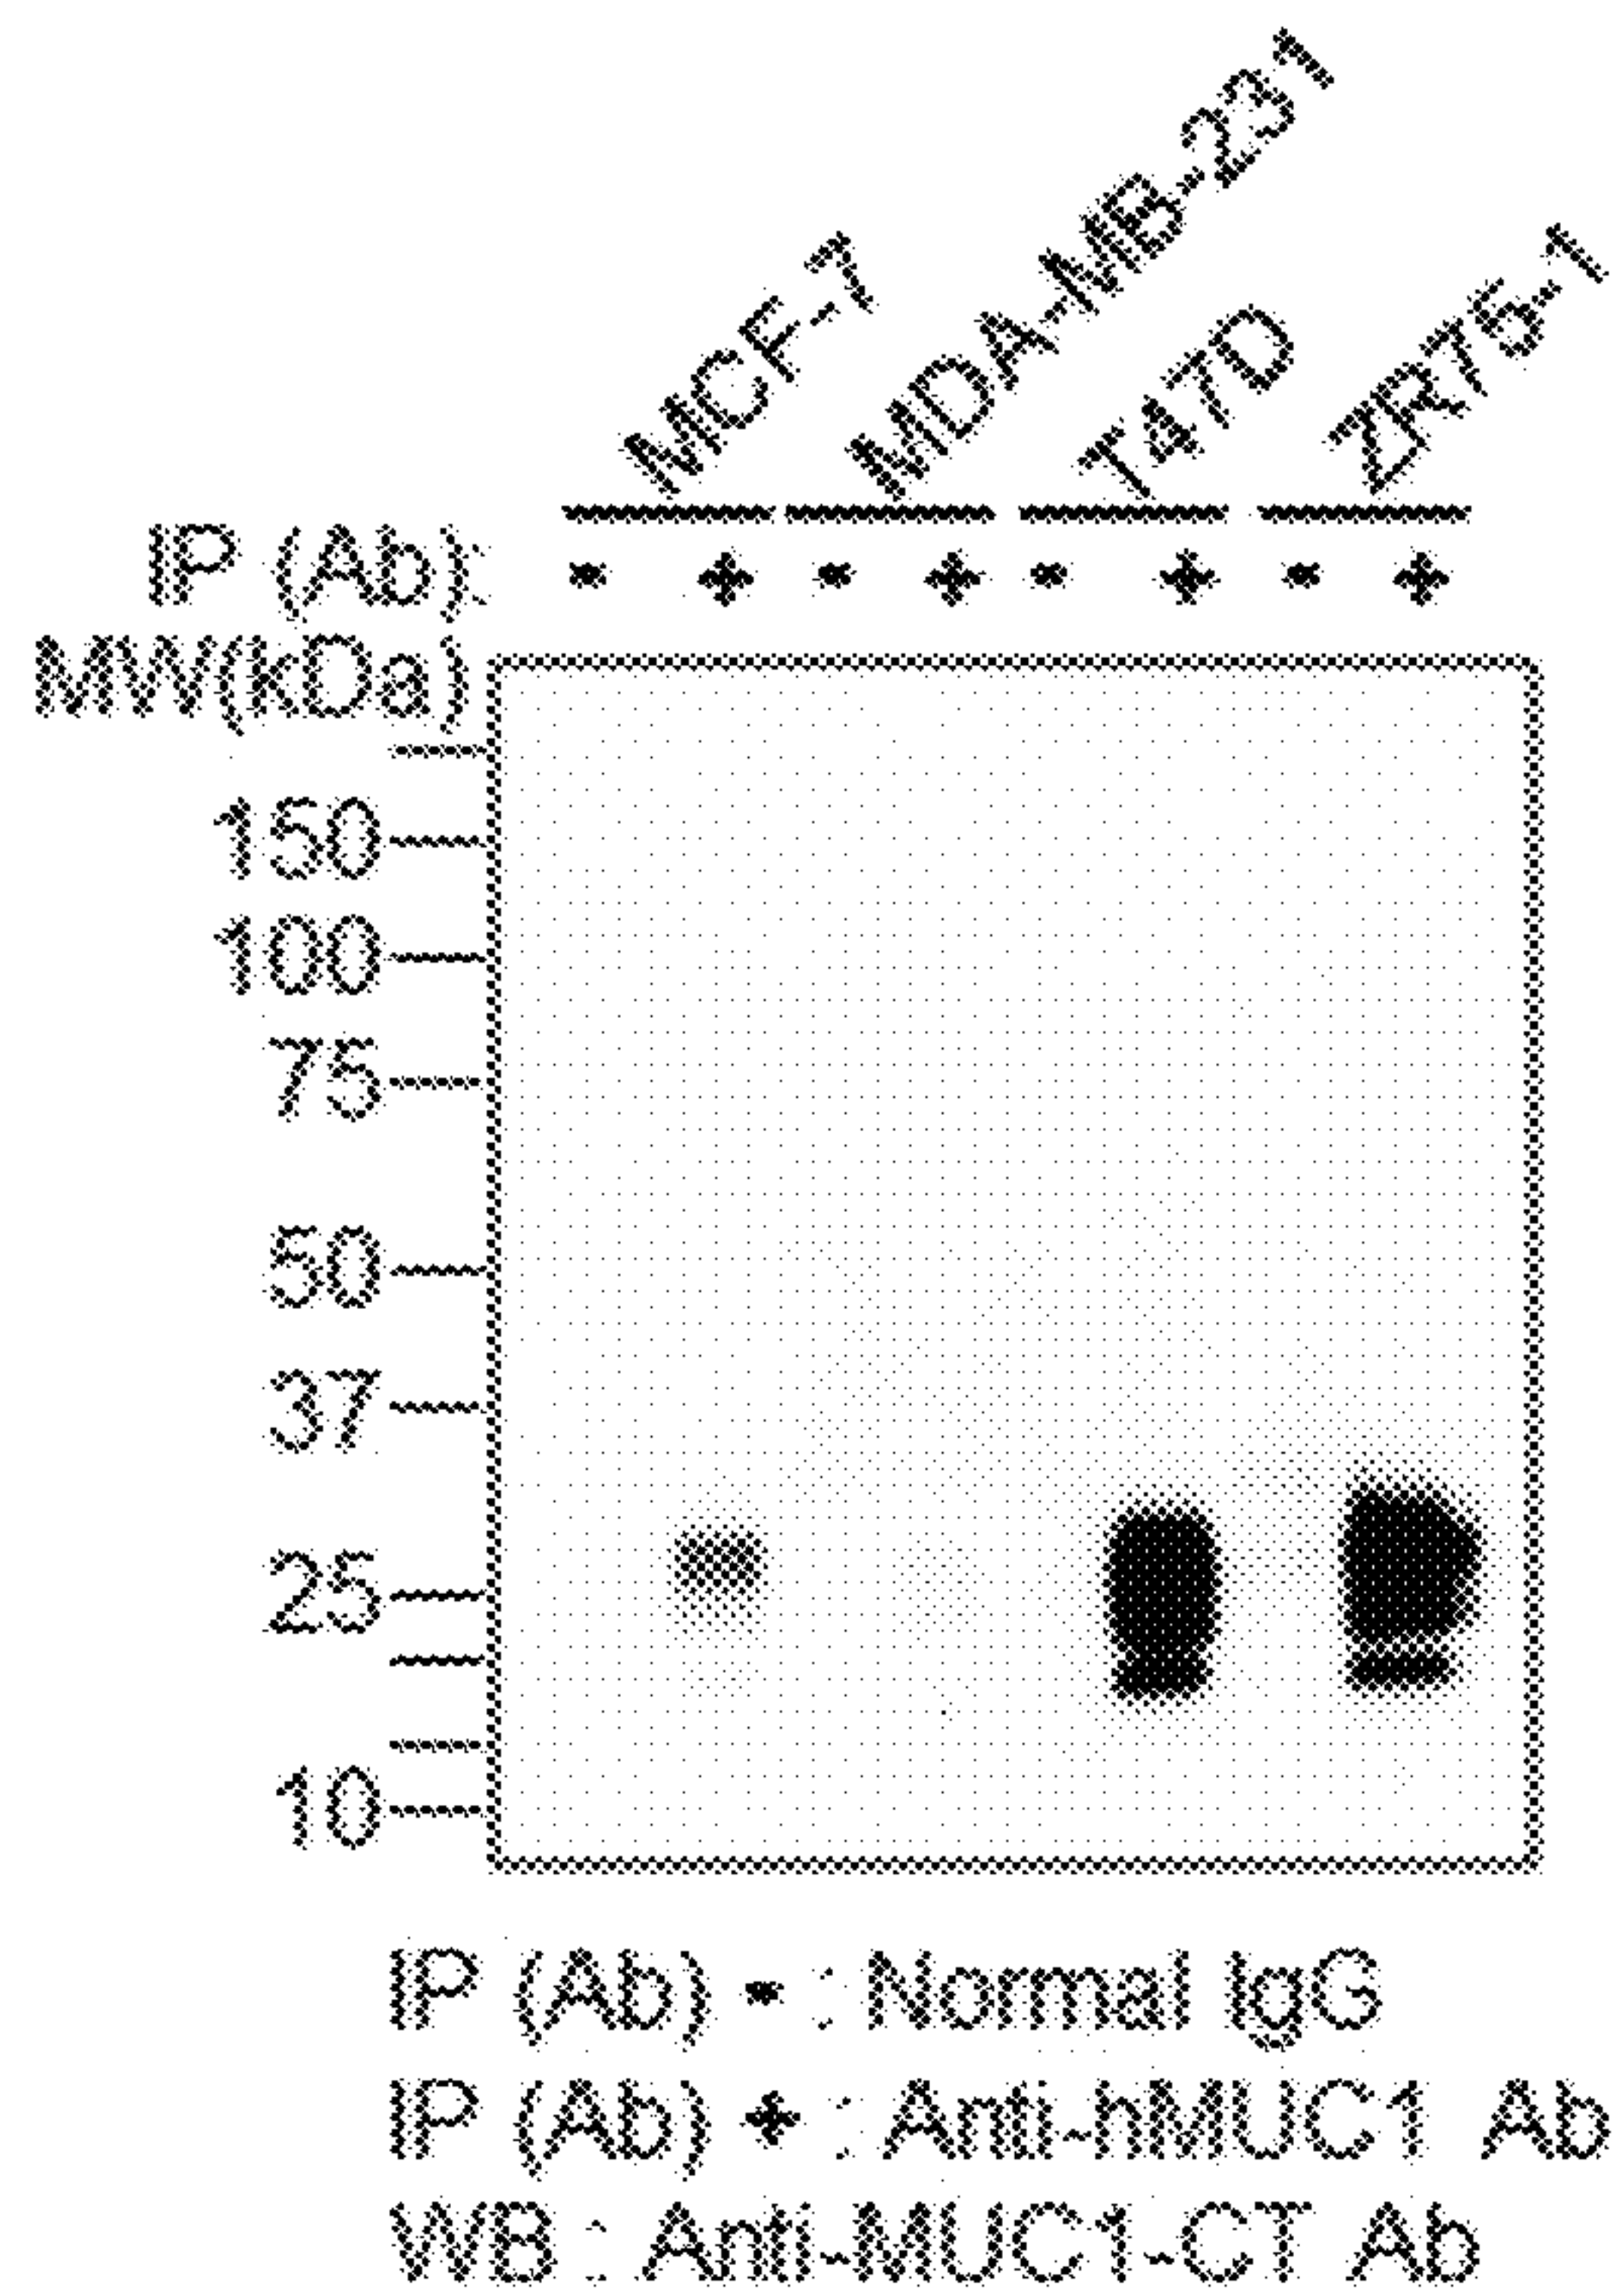 MCF-7 MDA-MB-231 T47D ZR75-1
IP (Ab): - + - + - + - +
MW(kDa)
150
100
75
50
37
25
10
IP (Ab) - : Normal IgG
IP (Ab) + : Anti-hMUC1 Ab
WB : Anti-MUC1-CT Ab